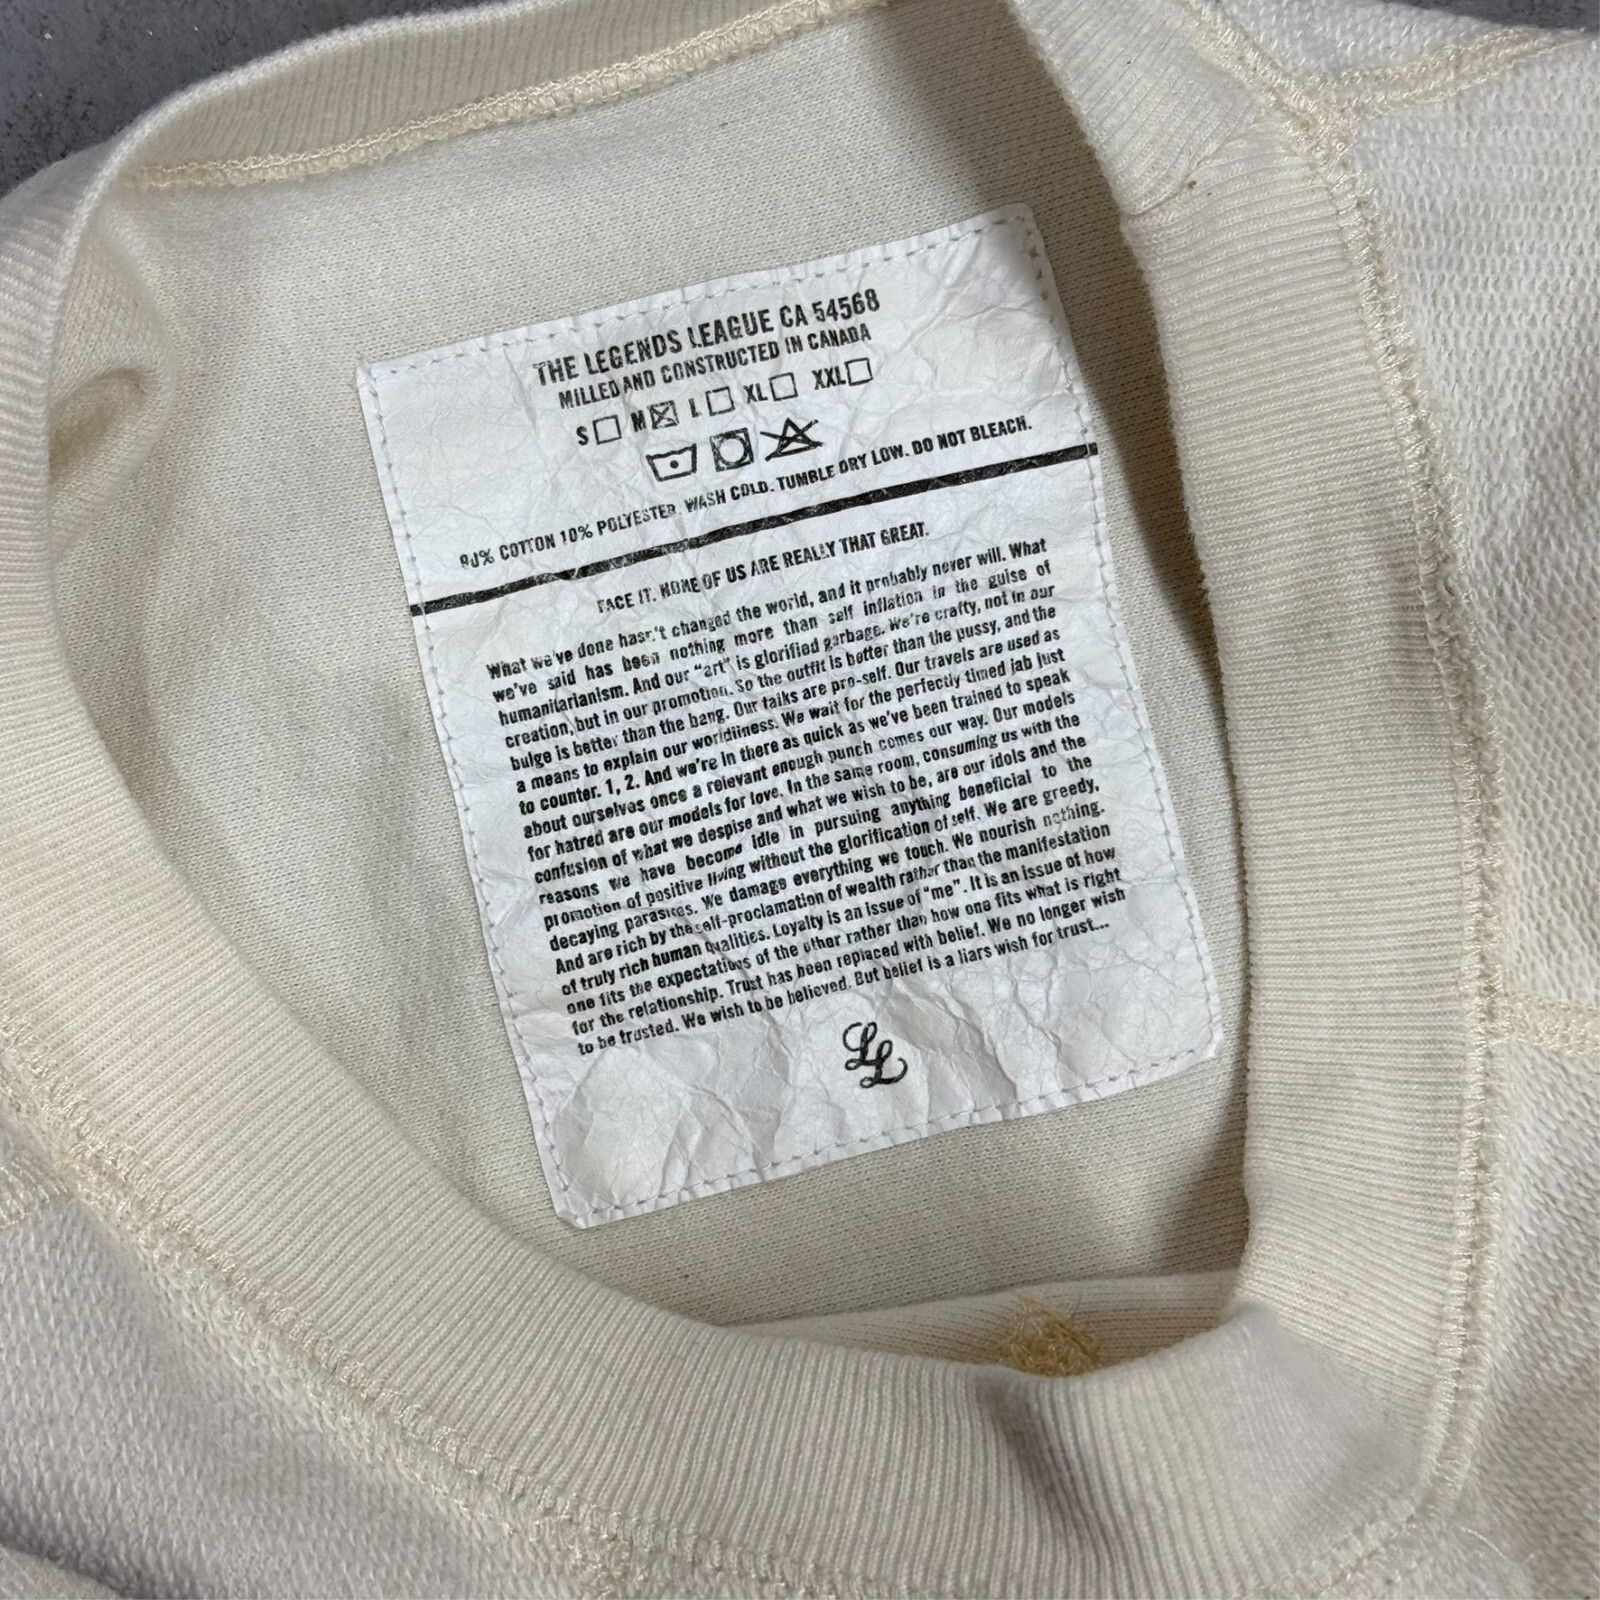 THE LEGENDS LEAGUE CA 54568
MILLED AND CONSTRUCTED IN CANADA
S M L XL XXL
90% COTTON 10% POLYESTER. WASH COLD. TUMBLE DRY LOW. DO NOT BLEACH.
FACE IT. NONE OF US ARE REALLY THAT GREAT.
What we've done hasn't changed the world, and it probably never will. What
we've said has been nothing more than self inflation in the guise of
humanitarianism. And our "art" is glorified garbage. We're crafty, not in our
creation, but in our promotion. So the outfit is better than the pussy, and the
bulge is better than the bang. Our talks are pro-self. Our travels are used as
a means to explain our worldliness. We wait for the perfectly timed jab just
to counter. 1, 2. And we're in there as quick as we've been trained to speak
about ourselves once a relevant enough punch comes our way. Our models
for hatred are our models for love. In the same room, consuming us with the
confusion of what we despise and what we wish to be, are our idols and the
reasons we have become idle in pursuing anything beneficial to the
promotion of positive living without the glorification of self. We are greedy,
decaying parasites. We damage everything we touch. We nourish nothing.
And are rich by the self-proclamation of wealth rather than the manifestation
of truly rich human qualities. Loyalty is an issue of "me". It is an issue of how
one fits the expectations of the other rather than how one fits what is right
for the relationship. Trust has been replaced with belief. We no longer wish
to be trusted. We wish to be believed. But belief is a liars wish for trust...
LL